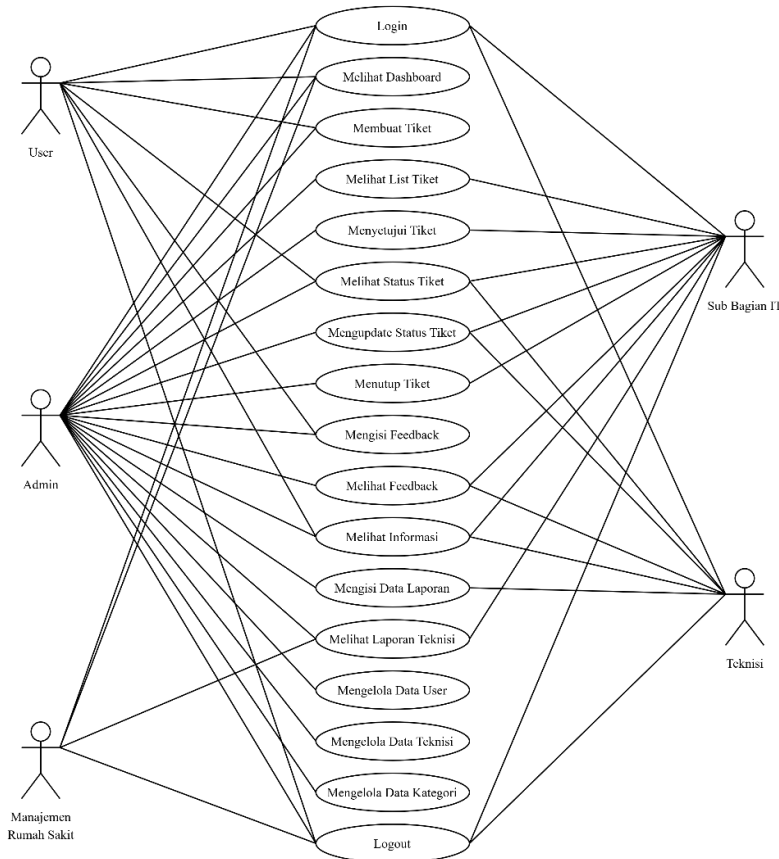 Login
Melihat Dashboard
Membuat Tiket
User
Melihat List Tiket
Menyetujui Tiket
Melihat Status Tiket
Sub Bagian IT
Mengupdate Status Tiket
Menutup Tiket
Mengisi Feedback
Admin
Melihat Feedback
Melihat Informasi
Mengisi Data Laporan
Melihat Laporan Teknisi
Teknisi
Mengelola Data User
Mengelola Data Teknisi
Mengelola Data Kategori
Manajemen
Rumah Sakit
Logout